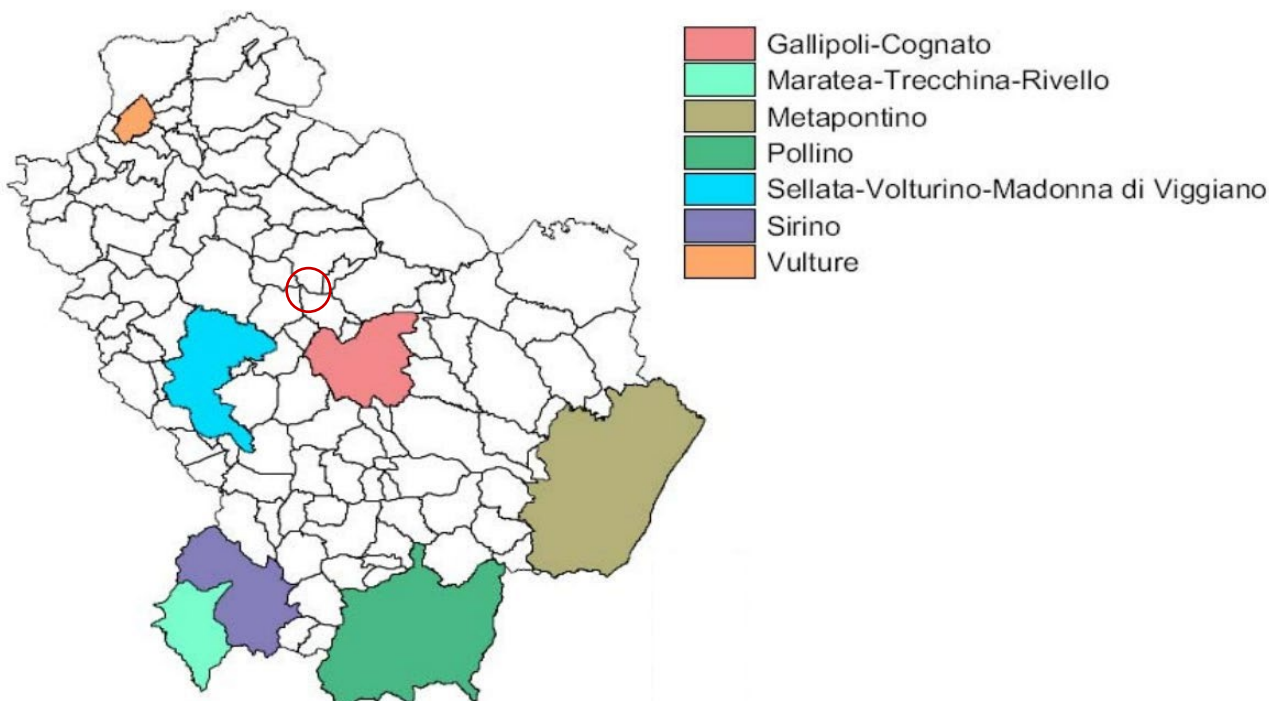 Gallipoli-Cognato
Maratea-Trecchina-Rivello
Metapontino
Pollino
Sellata-Volturino-Madonna di Viggiano
Sirino
Vulture